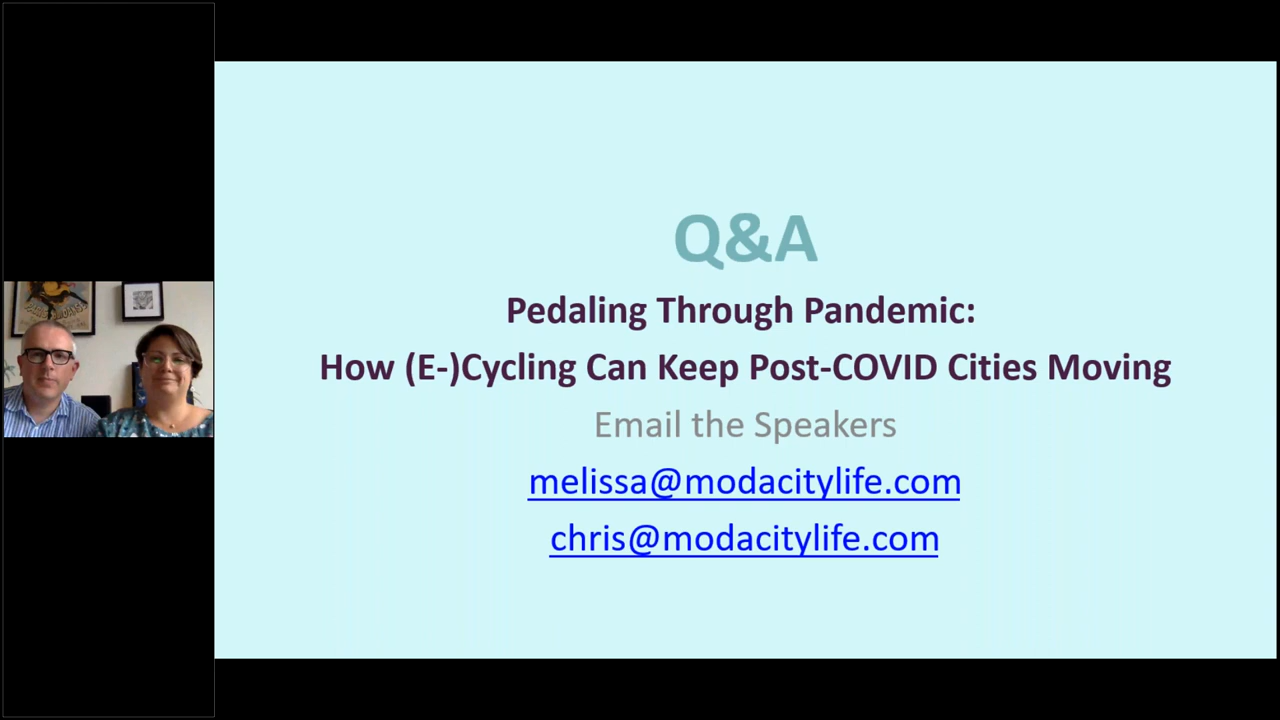 Q&A
Pedaling Through Pandemic:
How (E-)Cycling Can Keep Post-COVID Cities Moving
Email the Speakers
melissa@modacitylife.com
chris@modacitylife.com